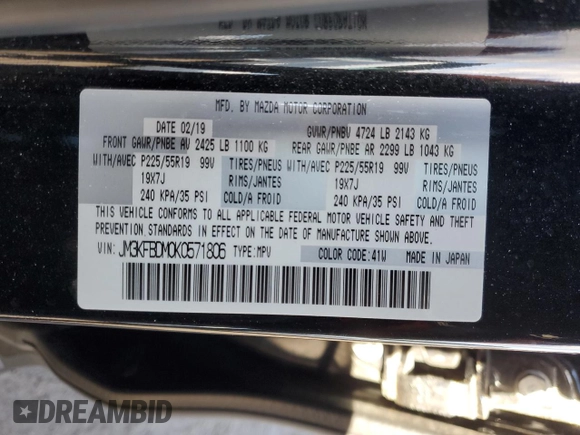 MFD. BY MAZDA MOTOR CORPORATION
DATE 02/19 GVWR/PNBV 4724 LB 2143 KG
FRONT GAWR/PNBE AV 2425 LB 1100 KG REAR GAWR/PNBE AR 2299 LB 1043 KG
WITH/AVEC P225/55R19 99V TIRES/PNEUS WITH/AVEC P225/55R19 99V TIRES/PNEUS
19X7J RIMS/JANTES 19X7J RIMS/JANTES
240 KPA/35 PSI COLD/A FROID 240 KPA/35 PSI COLD/A FROID
THIS VEHICLE CONFORMS TO ALL APPLICABLE FEDERAL MOTOR VEHICLE SAFETY AND THEFT
PREVENTION STANDARDS IN EFFECT ON THE DATE OF MANUFACTURE SHOWN ABOVE.
VIN: JM3KFBDM0K0571806 TYPE:MPV COLOR CODE:41W MADE IN JAPAN
DREAMBID